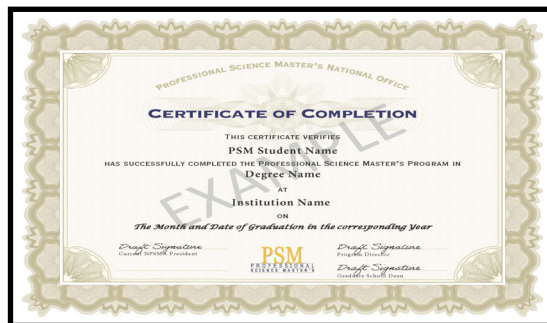 PROFESSIONAL SCIENCE MASTER'S NATIONAL OFFICE
CERTIFICATE OF COMPLETION
THIS CERTIFICATE VERIFIES
PSM Student Name
HAS SUCCESSFULLY COMPLETED THE PROFESSIONAL SCIENCE MASTER'S PROGRAM IN
Degree Name
AT
Institution Name
ON
The Month and Date of Graduation in the corresponding Year
EXAMPLE
Draft Signature
Current NPSMA President
PSM
PROFESSIONAL
SCIENCE MASTER'S
Draft Signature
Program Director
Draft Signature
Graduate School Dean